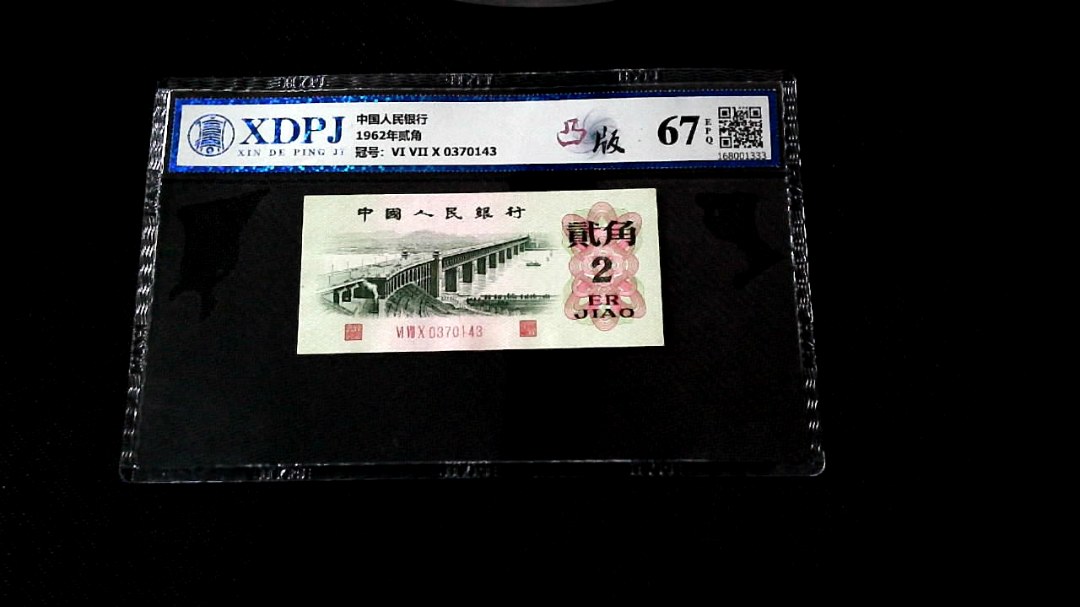 XDPJ
XIN DE PING JI
中国人民银行
1962年贰角
冠号：VI VII X 0370143
凸版
67
EPQ
168001333
中國人民銀行
貳角
2
ER
JIAO
VI VII X 0370143